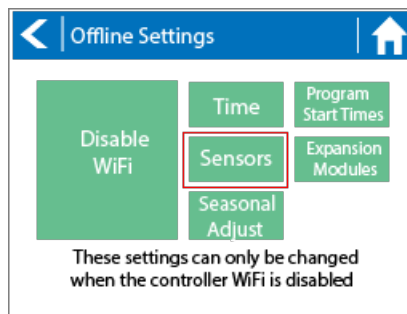 Offline Settings
Disable
WiFi
Time
Program
Start Times
Sensors
Expansion
Modules
Seasonal
Adjust
These settings can only be changed
when the controller WiFi is disabled